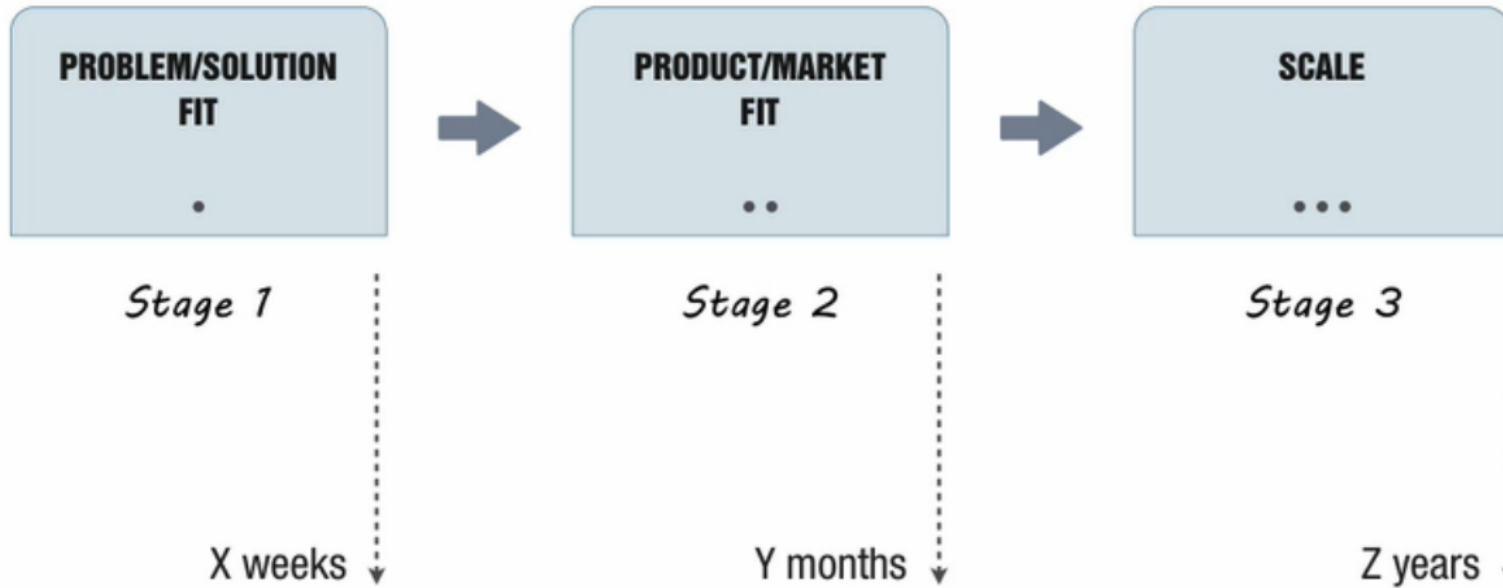 PROBLEM/SOLUTION
FIT
PRODUCT/MARKET
FIT
SCALE
Stage 1
Stage 2
Stage 3
X weeks
Y months
Z years